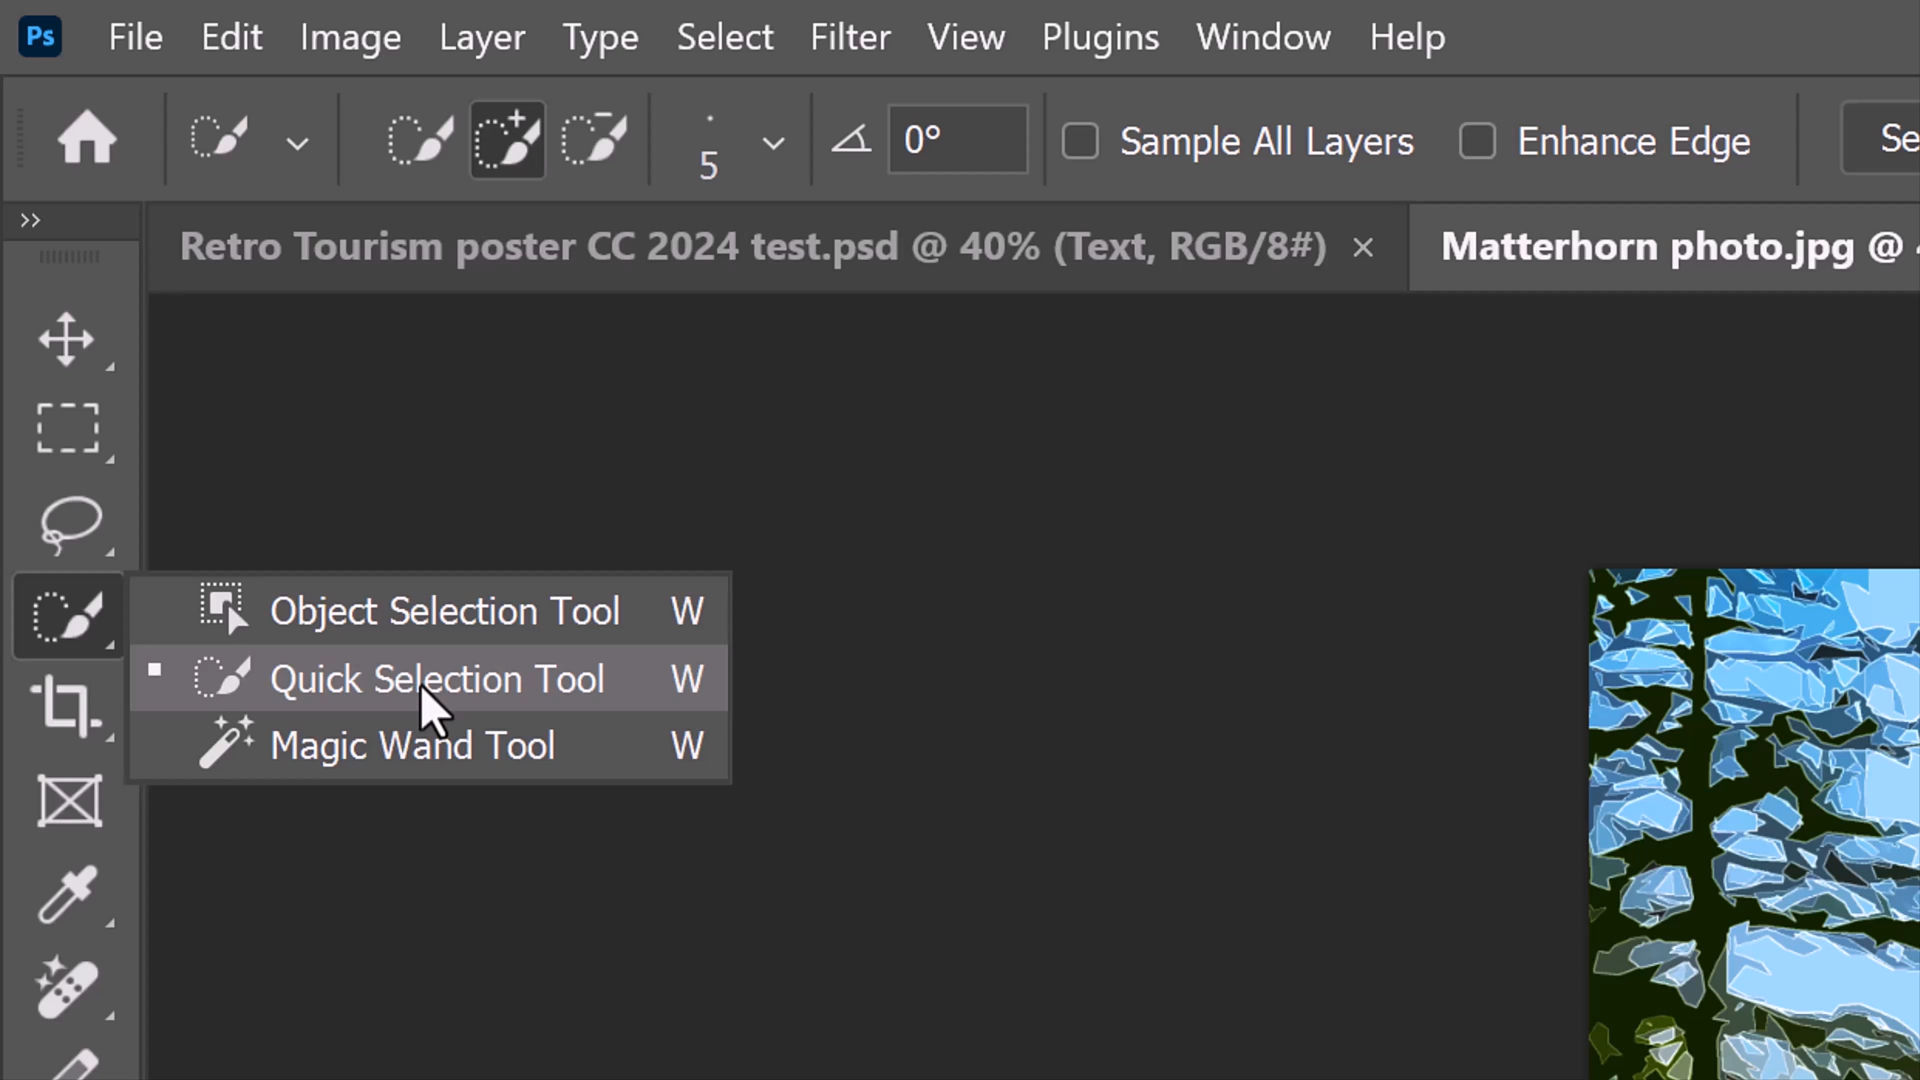 Ps File Edit Image Layer Type Select Filter View Plugins Window Help
5 0° Sample All Layers Enhance Edge Se
Retro Tourism poster CC 2024 test.psd @ 40% (Text, RGB/8#) × Matterhorn photo.jpg @
Object Selection Tool W
Quick Selection Tool W
Magic Wand Tool W